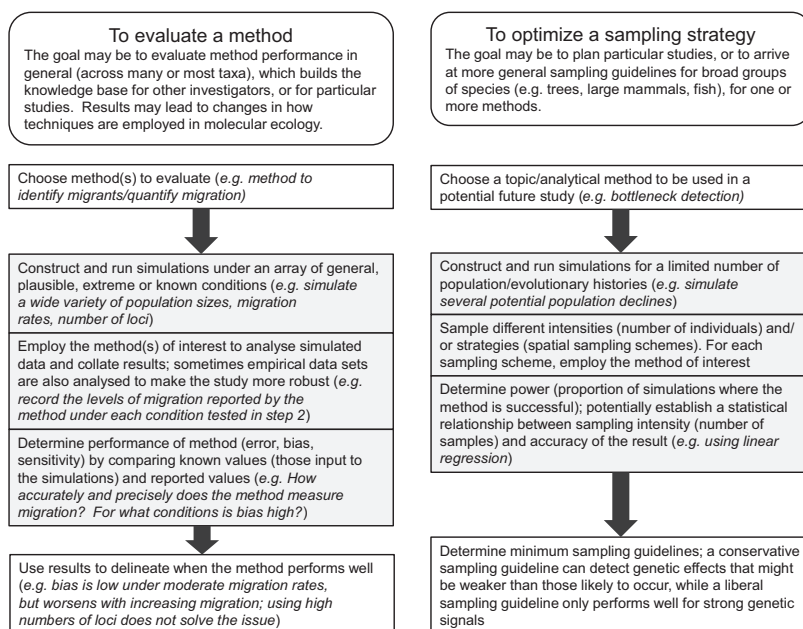 To evaluate a method
The goal may be to evaluate method performance in
general (across many or most taxa), which builds the
knowledge base for other investigators, or for particular
studies.  Results may lead to changes in how
techniques are employed in molecular ecology.
Choose method(s) to evaluate (e.g. method to
identify migrants/quantify migration)
Construct and run simulations under an array of general,
plausible, extreme or known conditions (e.g. simulate
a wide variety of population sizes, migration
rates, number of loci)
Employ the method(s) of interest to analyse simulated
data and collate results; sometimes empirical data sets
are also analysed to make the study more robust (e.g.
record the levels of migration reported by the
method under each condition tested in step 2)
Determine performance of method (error, bias,
sensitivity) by comparing known values (those input to
the simulations) and reported values (e.g. How
accurately and precisely does the method measure
migration?  For what conditions is bias high?)
Use results to delineate when the method performs well
(e.g. bias is low under moderate migration rates,
but worsens with increasing migration; using high
numbers of loci does not solve the issue)
To optimize a sampling strategy
The goal may be to plan particular studies, or to arrive
at more general sampling guidelines for broad groups
of species (e.g. trees, large mammals, fish), for one or
more methods.
Choose a topic/analytical method to be used in a
potential future study (e.g. bottleneck detection)
Construct and run simulations for a limited number of
population/evolutionary histories (e.g. simulate
several potential population declines)
Sample different intensities (number of individuals) and/
or strategies (spatial sampling schemes). For each
sampling scheme, employ the method of interest
Determine power (proportion of simulations where the
method is successful); potentially establish a statistical
relationship between sampling intensity (number of
samples) and accuracy of the result (e.g. using linear
regression)
Determine minimum sampling guidelines; a conservative
sampling guideline can detect genetic effects that might
be weaker than those likely to occur, while a liberal
sampling guideline only performs well for strong genetic
signals